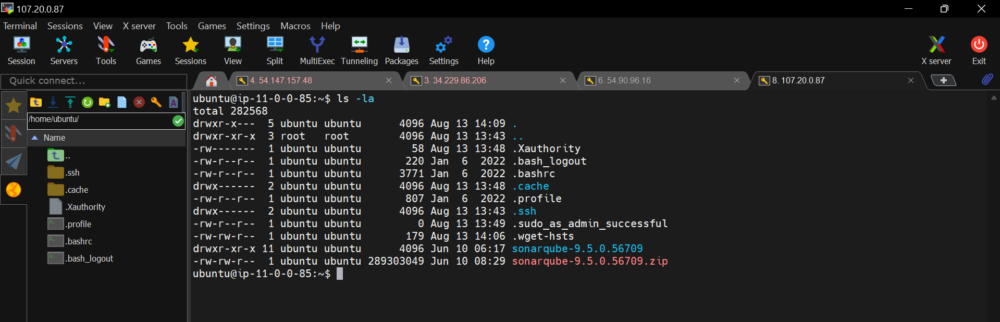 107.20.0.87
Terminal Sessions View X server Tools Games Settings Macros Help
Session Servers Tools Games Sessions View Split MultiExec Tunneling Packages Settings Help X server Exit
Quick connect... 4. 54.147.157.48 3. 34.229.86.206 6. 54.90.96.16 8. 107.20.0.87
/home/ubuntu/
Name
..
.ssh
.cache
.Xauthority
.profile
.bashrc
.bash_logout
ubuntu@ip-11-0-0-85:~$ ls -la
total 282568
drwxr-x---  5 ubuntu ubuntu      4096 Aug 13 14:09 .
drwxr-xr-x  3 root   root        4096 Aug 13 13:43 ..
-rw-------  1 ubuntu ubuntu        58 Aug 13 13:48 .Xauthority
-rw-r--r--  1 ubuntu ubuntu       220 Jan  6  2022 .bash_logout
-rw-r--r--  1 ubuntu ubuntu      3771 Jan  6  2022 .bashrc
drwx------  2 ubuntu ubuntu      4096 Aug 13 13:48 .cache
-rw-r--r--  1 ubuntu ubuntu       807 Jan  6  2022 .profile
drwx------  2 ubuntu ubuntu      4096 Aug 13 13:43 .ssh
-rw-r--r--  1 ubuntu ubuntu         0 Aug 13 13:49 .sudo_as_admin_successful
-rw-rw-r--  1 ubuntu ubuntu       179 Aug 13 14:06 .wget-hsts
drwxr-xr-x 11 ubuntu ubuntu      4096 Jun 10 06:17 sonarqube-9.5.0.56709
-rw-rw-r--  1 ubuntu ubuntu 289303049 Jun 10 08:29 sonarqube-9.5.0.56709.zip
ubuntu@ip-11-0-0-85:~$